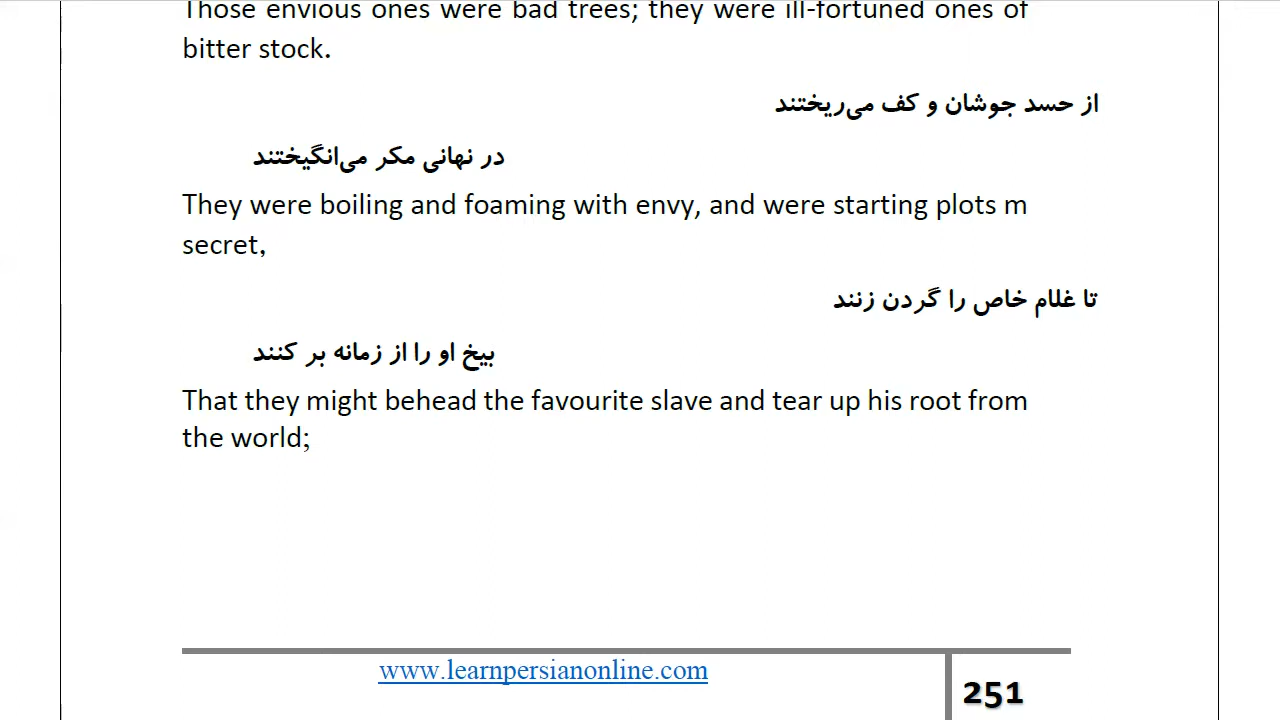 Those envious ones were bad trees; they were ill-fortuned ones of
bitter stock.
از حسد جوشان و کف می‌ریختند
در نهانی مکر می‌انگیختند
They were boiling and foaming with envy, and were starting plots m
secret,
تا غلام خاص را گردن زنند
بیخ او را از زمانه بر کنند
That they might behead the favourite slave and tear up his root from
the world;
www.learnpersianonline.com
251